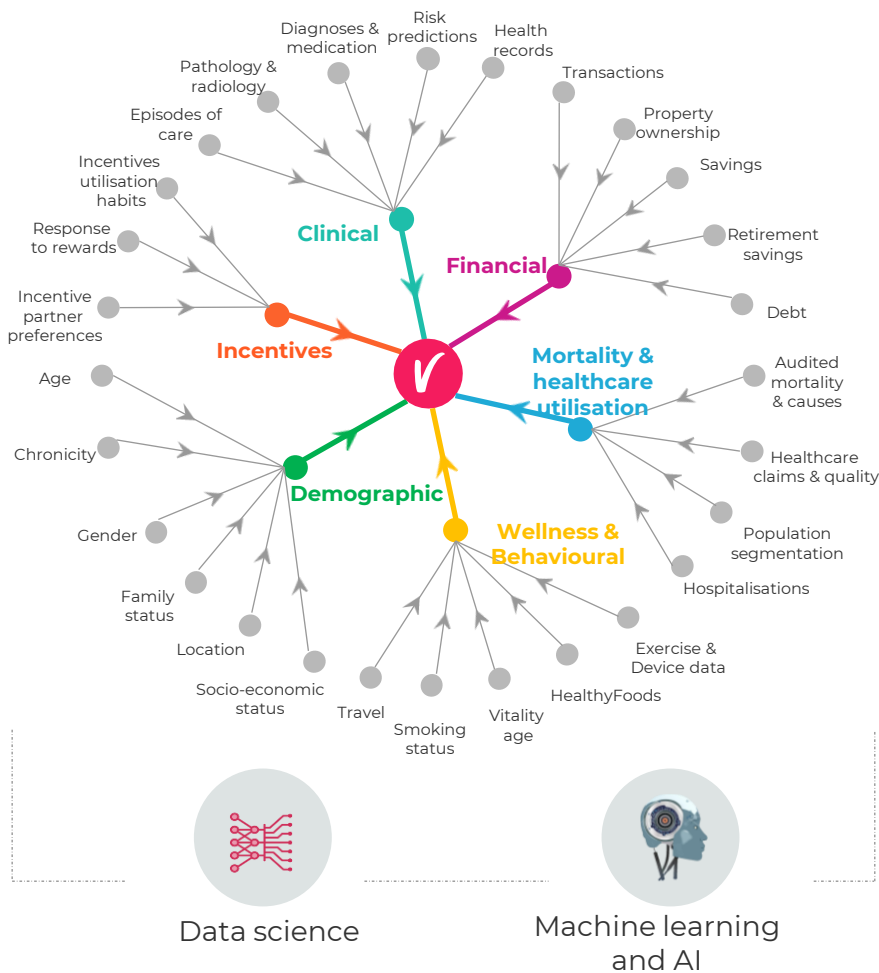 Diagnoses &
medication
Risk
predictions
Health
records
Pathology &
radiology
Episodes of
care
Incentives
utilisation
habits
Response
to rewards
Incentive
partner
preferences
Transactions
Property
ownership
Savings
Retirement
savings
Debt
Clinical
Financial
Incentives
Mortality &
healthcare
utilisation
V
Audited
mortality
& causes
Healthcare
claims & quality
Population
segmentation
Hospitalisations
Age
Chronicity
Gender
Family
status
Location
Socio-economic
status
Demographic
Wellness &
Behavioural
Travel
Smoking
status
Vitality
age
HealthyFoods
Exercise &
Device data
Data science
Machine learning
and AI